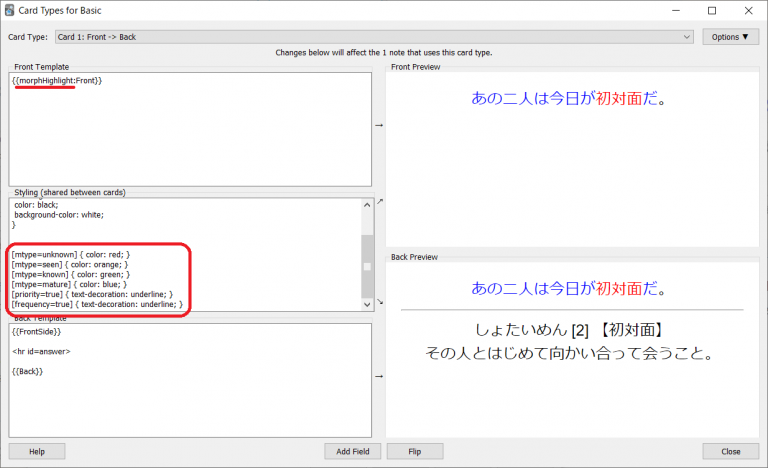 Card Types for Basic
Card Type: Card 1: Front -> Back Options ▼
Changes below will affect the 1 note that uses this card type.
Front Template
{{morphHighlight:Front}}
Styling (shared between cards)
color: black;
background-color: white;
}
[mtype=unknown] { color: red; }
[mtype=seen] { color: orange; }
[mtype=known] { color: green; }
[mtype=mature] { color: blue; }
[priority=true] { text-decoration: underline; }
[frequency=true] { text-decoration: underline; }
Back Template
{{FrontSide}}
<hr id=answer>
{{Back}}
Front Preview
あの二人は今日が初対面だ。
Back Preview
あの二人は今日が初対面だ。
しょたいめん [2] 【初対面】
その人とはじめて向かい合って会うこと。
Help Add Field Flip Close